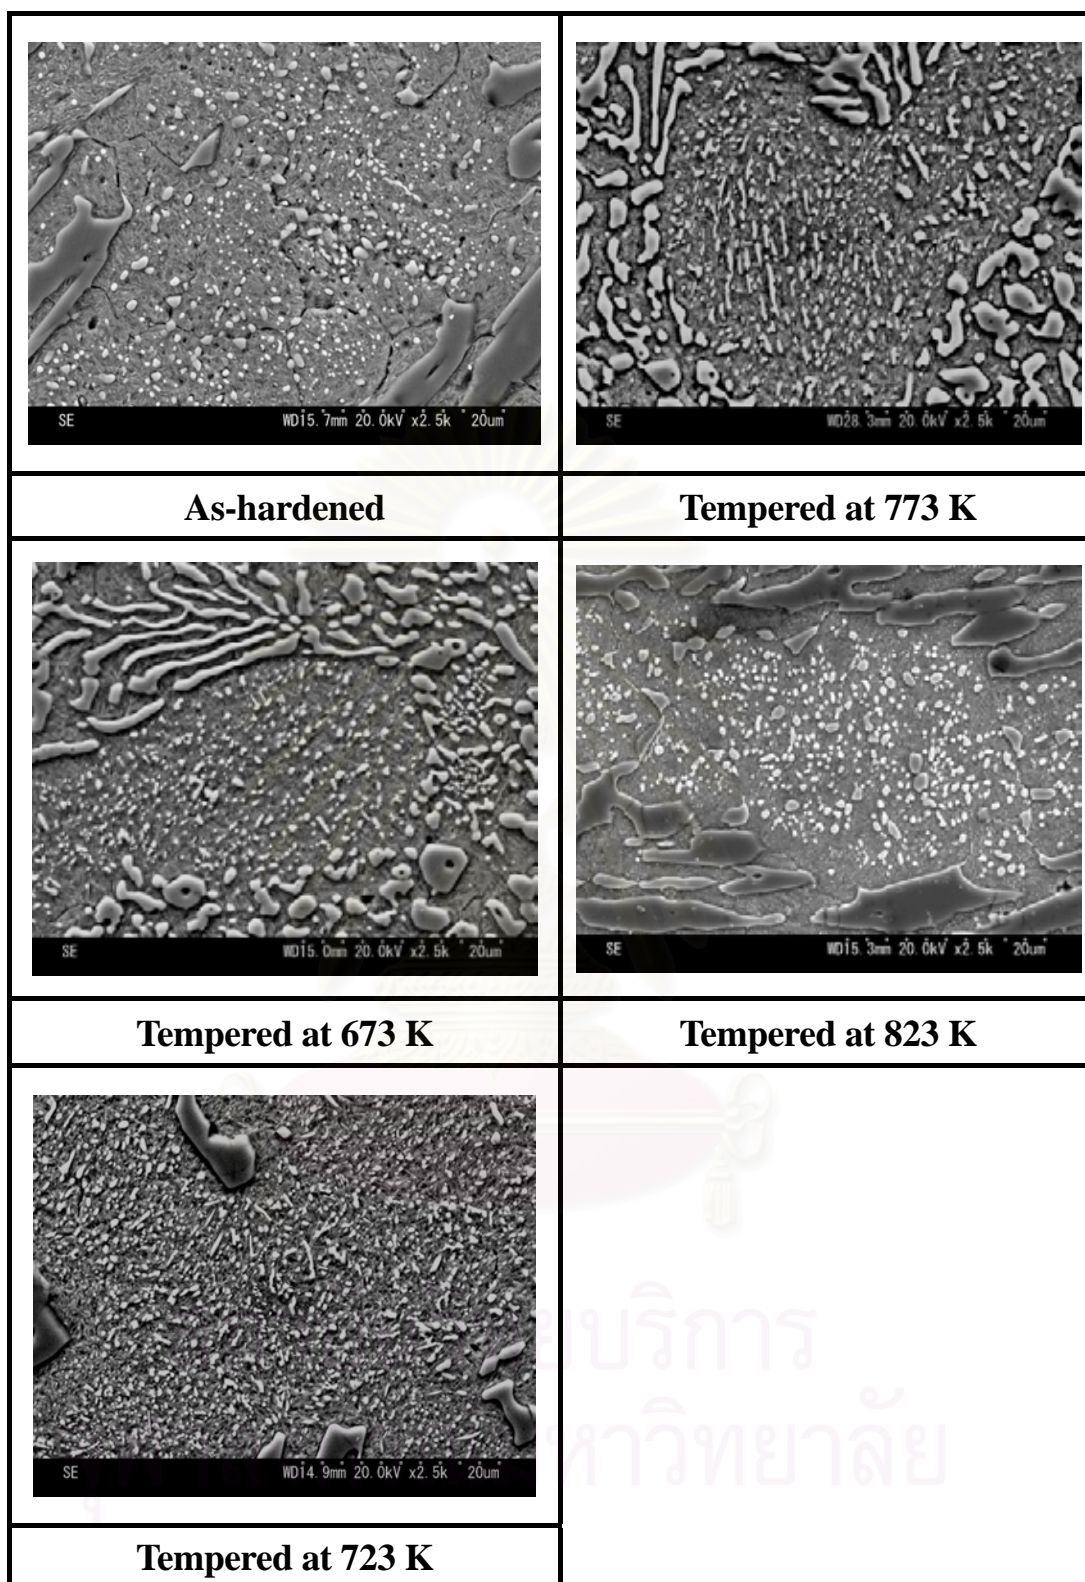 SE WD15.7mm 20.0kV x2.5k 20um
SE WD28.3mm 20.0kV x2.5k 20um
As-hardened
Tempered at 773 K
SE WD15.0mm 20.0kV x2.5k 20um
SE WD15.3mm 20.0kV x2.5k 20um
Tempered at 673 K
Tempered at 823 K
SE WD14.9mm 20.0kV x2.5k 20um
Tempered at 723 K